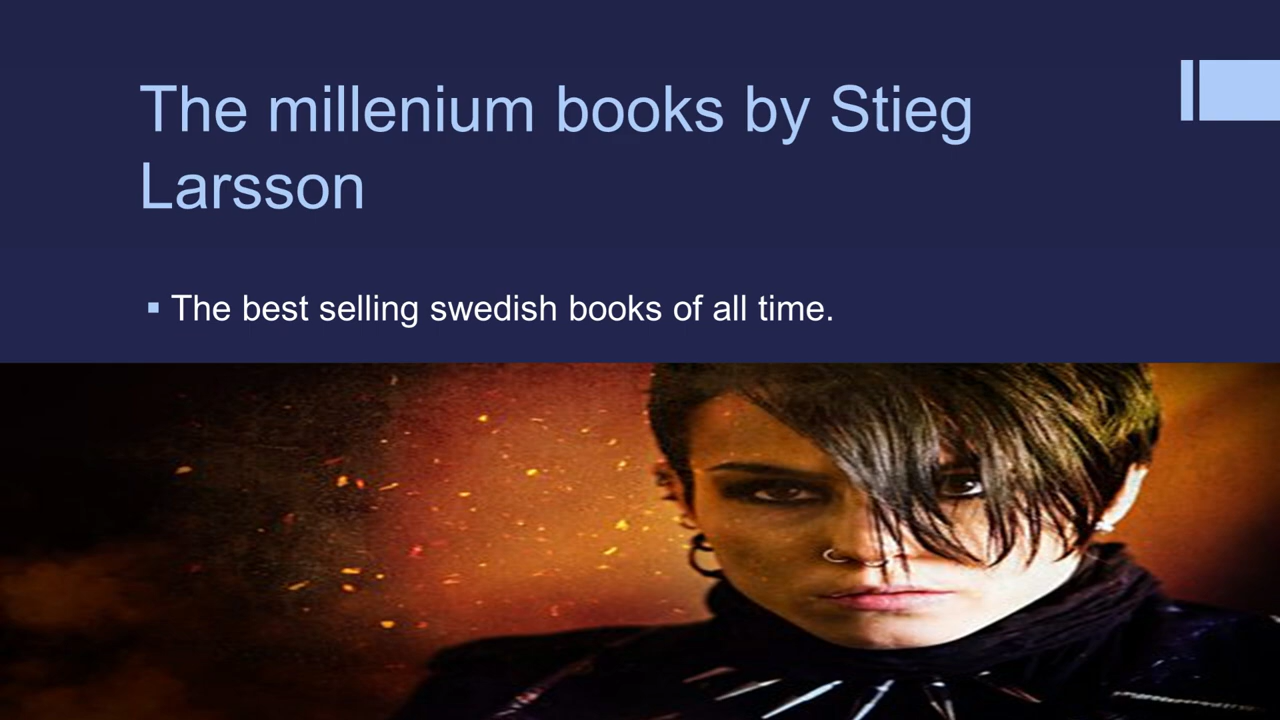 The millenium books by Stieg
Larsson
The best selling swedish books of all time.